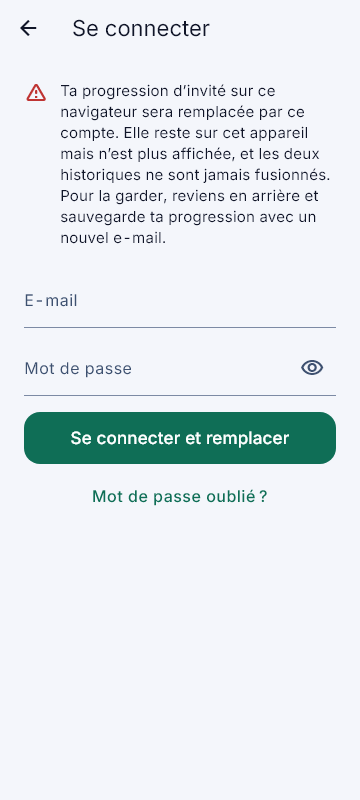 Se connecter
Ta progression d’invité sur ce
navigateur sera remplacée par ce
compte. Elle reste sur cet appareil
mais n’est plus affichée, et les deux
historiques ne sont jamais fusionnés.
Pour la garder, reviens en arrière et
sauvegarde ta progression avec un
nouvel e-mail.
E-mail
Mot de passe
Se connecter et remplacer
Mot de passe oublié ?